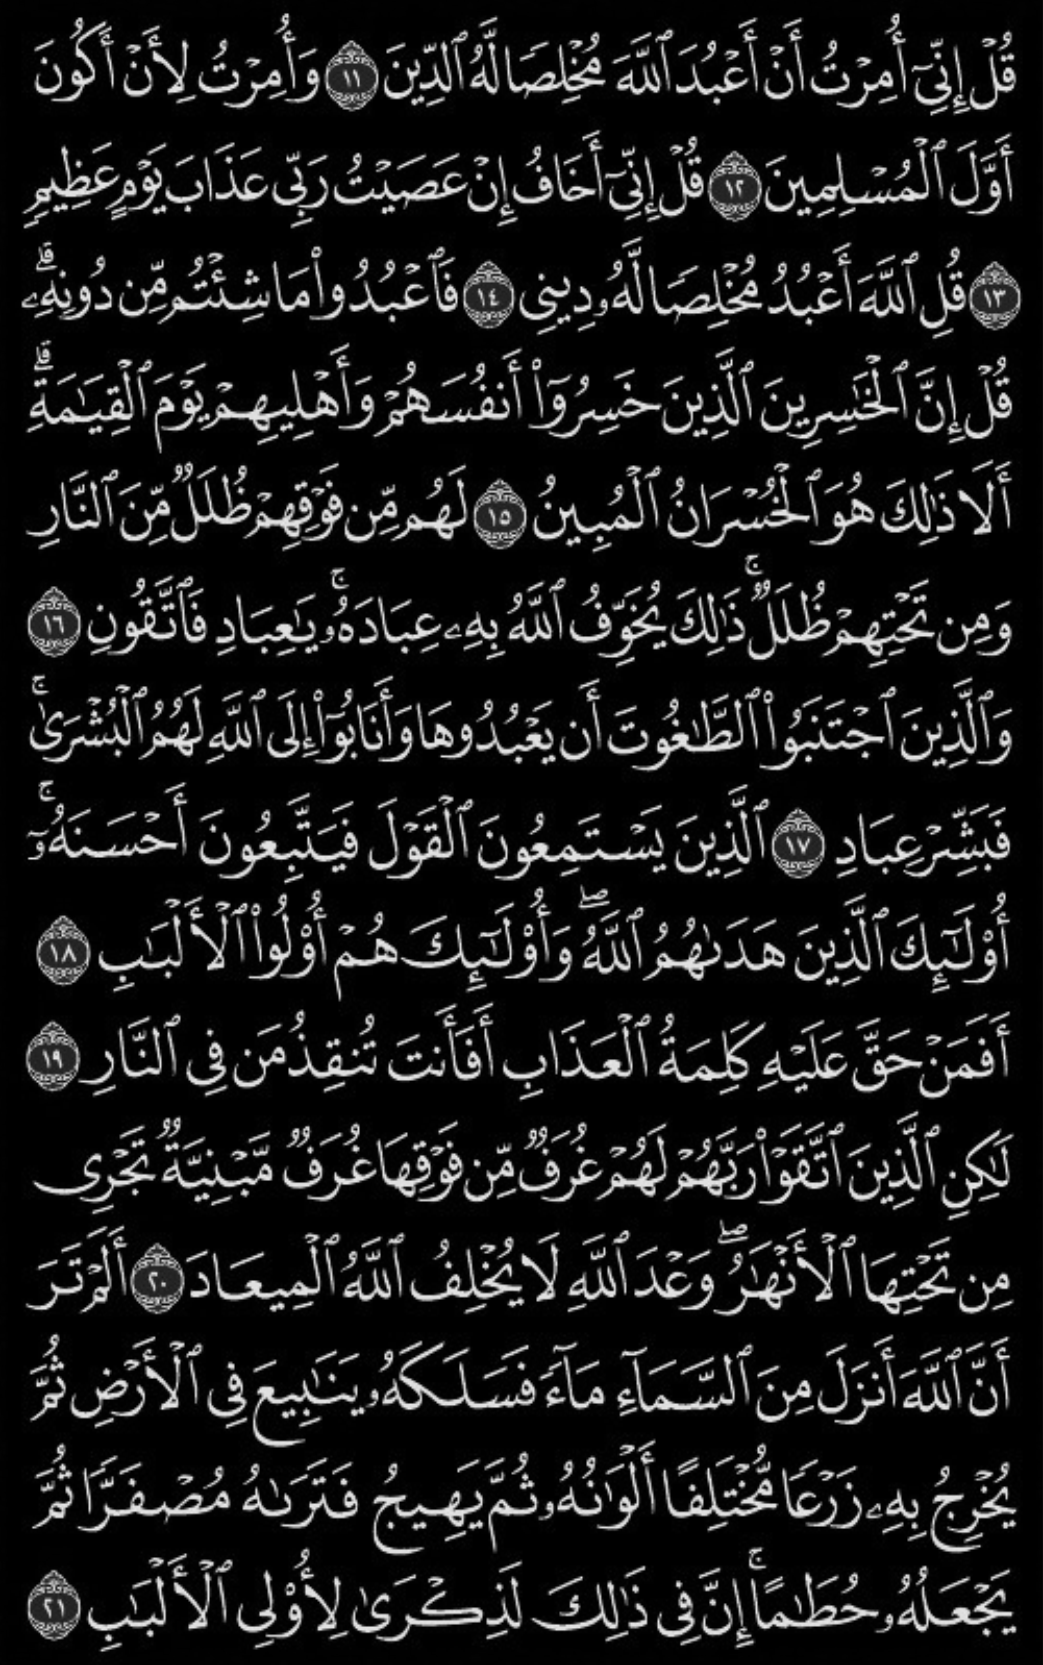 قُلْ إِنِّىٓ أُمِرْتُ أَنْ أَعْبُدَ ٱللَّهَ مُخْلِصًا لَّهُ ٱلدِّينَ ١١ وَأُمِرْتُ لِأَنْ أَكُونَ
أَوَّلَ ٱلْمُسْلِمِينَ ١٢ قُلْ إِنِّىٓ أَخَافُ إِنْ عَصَيْتُ رَبِّى عَذَابَ يَوْمٍ عَظِيمٍ
١٣ قُلِ ٱللَّهَ أَعْبُدُ مُخْلِصًا لَّهُۥ دِينِى ١٤ فَٱعْبُدُوا۟ مَا شِئْتُم مِّن دُونِهِۦ ۗ
قُلْ إِنَّ ٱلْخَـٰسِرِينَ ٱلَّذِينَ خَسِرُوٓا۟ أَنفُسَهُمْ وَأَهْلِيهِمْ يَوْمَ ٱلْقِيَـٰمَةِ ۗ
أَلَا ذَٰلِكَ هُوَ ٱلْخُسْرَانُ ٱلْمُبِينُ ١٥ لَهُم مِّن فَوْقِهِمْ ظُلَلٌ مِّنَ ٱلنَّارِ
وَمِن تَحْتِهِمْ ظُلَلٌ ۚ ذَٰلِكَ يُخَوِّفُ ٱللَّهُ بِهِۦ عِبَادَهُۥ ۚ يَـٰعِبَادِ فَٱتَّقُونِ ١٦
وَٱلَّذِينَ ٱجْتَنَبُوا۟ ٱلطَّـٰغُوتَ أَن يَعْبُدُوهَا وَأَنَابُوٓا۟ إِلَى ٱللَّهِ لَهُمُ ٱلْبُشْرَىٰ ۚ
فَبَشِّرْ عِبَادِ ١٧ ٱلَّذِينَ يَسْتَمِعُونَ ٱلْقَوْلَ فَيَتَّبِعُونَ أَحْسَنَهُۥٓ ۚ
أُو۟لَـٰٓئِكَ ٱلَّذِينَ هَدَىٰهُمُ ٱللَّهُ ۖ وَأُو۟لَـٰٓئِكَ هُمْ أُو۟لُوا۟ ٱلْأَلْبَـٰبِ ١٨
أَفَمَنْ حَقَّ عَلَيْهِ كَلِمَةُ ٱلْعَذَابِ أَفَأَنتَ تُنقِذُ مَن فِى ٱلنَّارِ ١٩
لَـٰكِنِ ٱلَّذِينَ ٱتَّقَوْا۟ رَبَّهُمْ لَهُمْ غُرَفٌ مِّن فَوْقِهَا غُرَفٌ مَّبْنِيَّةٌ تَجْرِى
مِن تَحْتِهَا ٱلْأَنْهَـٰرُ ۖ وَعْدَ ٱللَّهِ لَا يُخْلِفُ ٱللَّهُ ٱلْمِيعَادَ ٢٠ أَلَمْ تَرَ
أَنَّ ٱللَّهَ أَنزَلَ مِنَ ٱلسَّمَآءِ مَآءً فَسَلَكَهُۥ يَنَـٰبِيعَ فِى ٱلْأَرْضِ ثُمَّ
يُخْرِجُ بِهِۦ زَرْعًا مُّخْتَلِفًا أَلْوَٰنُهُۥ ثُمَّ يَهِيجُ فَتَرَىٰهُ مُصْفَرًّا ثُمَّ
يَجْعَلُهُۥ حُطَـٰمًا ۚ إِنَّ فِى ذَٰلِكَ لَذِكْرَىٰ لِأُو۟لِى ٱلْأَلْبَـٰبِ ٢١